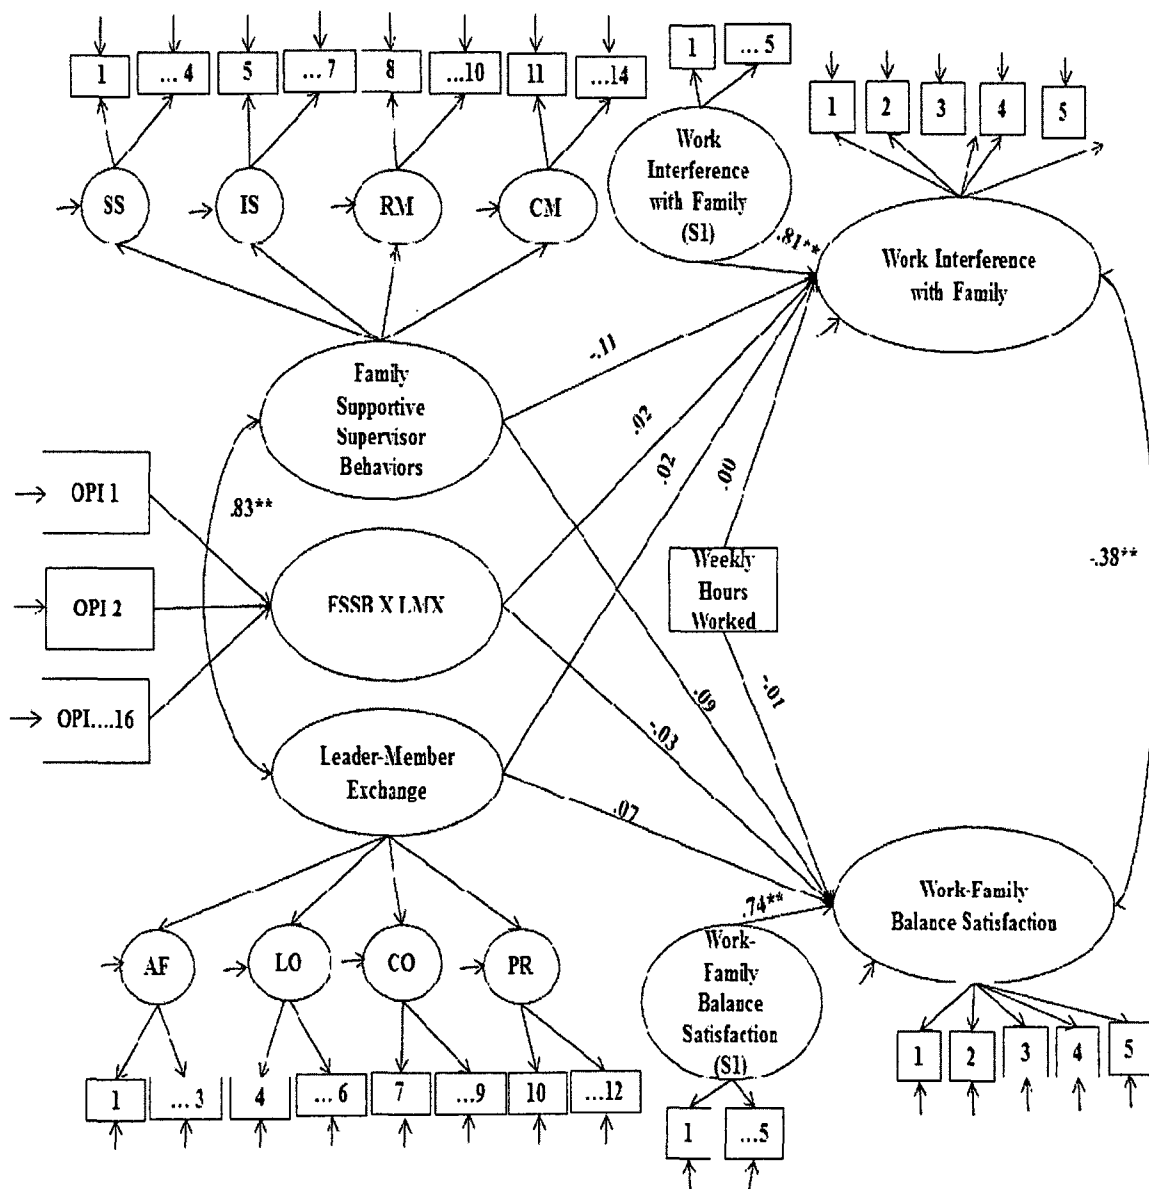 1 ... 4 5 ... 7 8 ...10 11 ...14
1 ... 5
1 2 3 4 5
SS IS RM CM
Work
Interference
with Family
(S1)
.81**
Work Interference
with Family
Family
Supportive
Supervisor
Behaviors
-.11
.02
.02
.00
.83**
-.38**
OPI 1
OPI 2
OPI....16
FSSB X LMX
Weekly
Hours
Worked
.09
-.01
-.03
.07
Leader-Member
Exchange
.74**
Work-Family
Balance Satisfaction
Work-
Family
Balance
Satisfaction
(S1)
AF LO CO PR
1 ... 3 4 ... 6 7 ...9 10 ...12
1 2 3 4 5
1 ...5